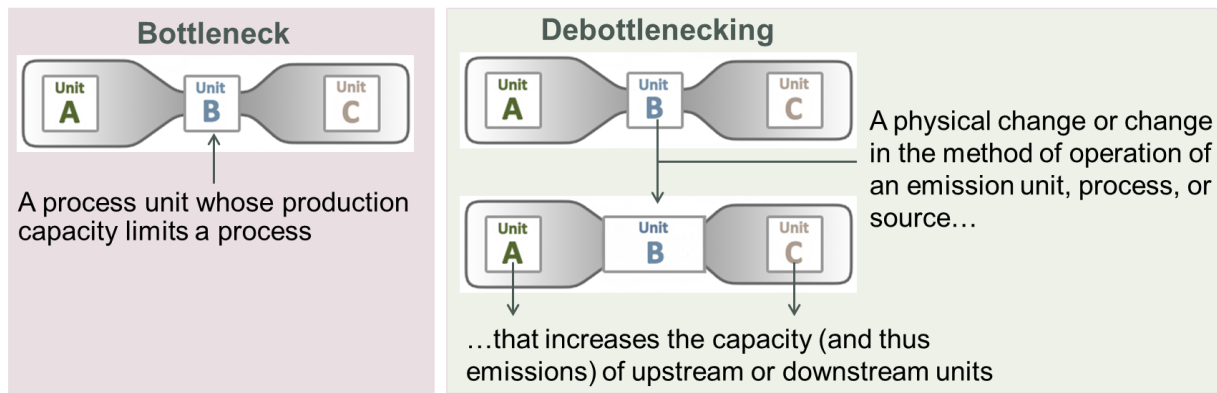 Bottleneck
Unit
A
Unit
B
Unit
C
A process unit whose production
capacity limits a process
Debottlenecking
Unit
A
Unit
B
Unit
C
A physical change or change
in the method of operation of
an emission unit, process, or
source…
Unit
A
Unit
B
Unit
C
…that increases the capacity (and thus
emissions) of upstream or downstream units